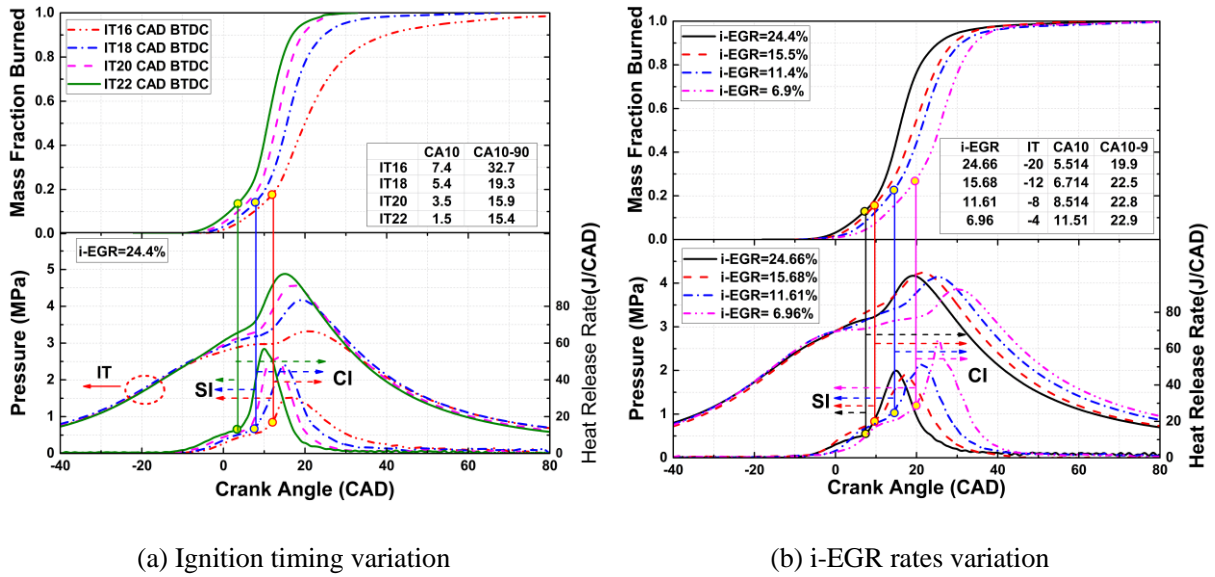 1.0
0.8
0.6
0.4
0.2
0.0
Mass Fraction Burned
IT16 CAD BTDC
IT18 CAD BTDC
IT20 CAD BTDC
IT22 CAD BTDC
CA10 CA10-90
IT16 7.4 32.7
IT18 5.4 19.3
IT20 3.5 15.9
IT22 1.5 15.4
i-EGR=24.4%
5
4
3
2
1
0
Pressure (MPa)
IT
SI
CI
80
60
40
20
0
Heat Release Rate(J/CAD)
-40 -20 0 20 40 60 80
Crank Angle (CAD)
(a) Ignition timing variation
1.0
0.8
0.6
0.4
0.2
0.0
Mass Fraction Burned
i-EGR=24.4%
i-EGR=15.5%
i-EGR=11.4%
i-EGR= 6.9%
i-EGR IT CA10 CA10-9
24.66 -20 5.514 19.9
15.68 -12 6.714 22.5
11.61 -8 8.514 22.8
6.96 -4 11.51 22.9
i-EGR=24.66%
i-EGR=15.68%
i-EGR=11.61%
i-EGR= 6.96%
4
3
2
1
0
Pressure (MPa)
SI
CI
80
60
40
20
0
Heat Release Rate(J/CAD)
-40 -20 0 20 40 60 80
Crank Angle (CAD)
(b) i-EGR rates variation